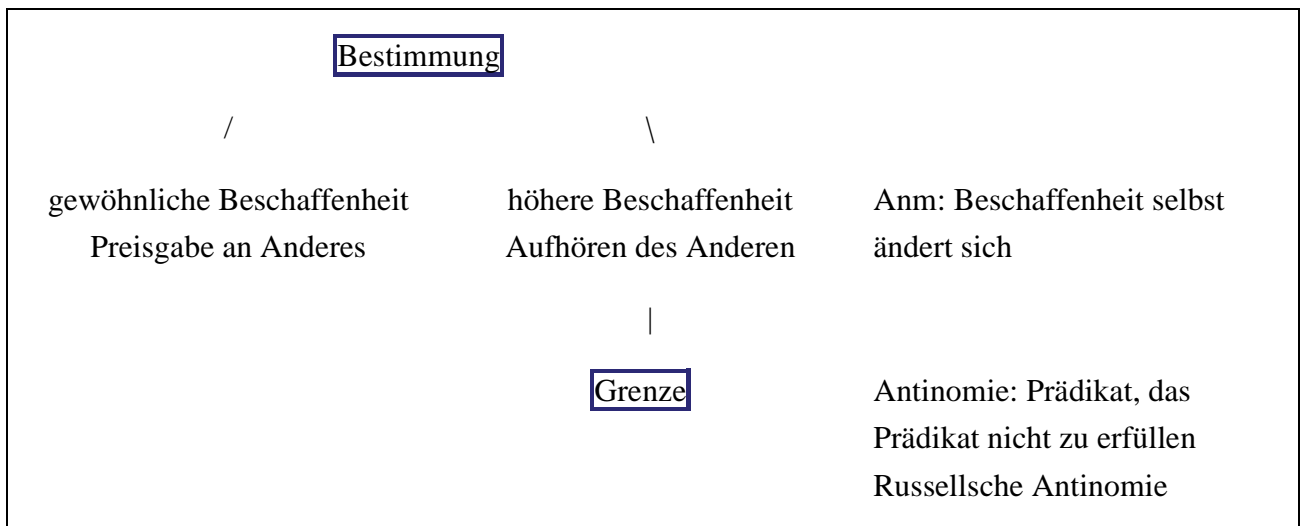 Bestimmung
/ \
gewöhnliche Beschaffenheit höhere Beschaffenheit Anm: Beschaffenheit selbst
Preisgabe an Anderes Aufhören des Anderen ändert sich
|
Grenze Antinomie: Prädikat, das
Prädikat nicht zu erfüllen
Russellsche Antinomie